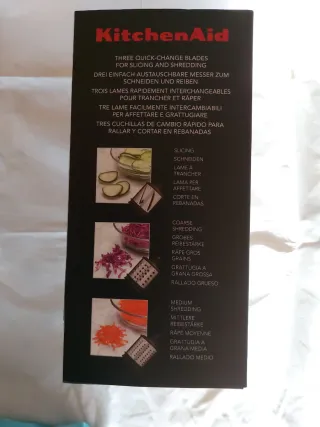 KitchenAid
THREE QUICK-CHANGE BLADES
FOR SLICING AND SHREDDING
DREI EINFACH AUSTAUSCHBARE MESSER ZUM
SCHNEIDEN UND REIBEN
TROIS LAMES RAPIDEMENT INTERCHANGEABLES
POUR TRANCHER ET RÂPER
TRE LAME FACILMENTE INTERCAMBIABILI
PER AFFETTARE E GRATTUGIARE
TRES CUCHILLAS DE CAMBIO RÁPIDO PARA
RALLAR Y CORTAR EN REBANADAS
SLICING
SCHNEIDEN
LAME À
TRANCHER
LAMA PER
AFFETTARE
CORTE EN
REBANADAS
COARSE
SHREDDING
GROBES
REIBESTÄRKE
RÂPE GROS
GRAINS
GRATTUGIA A
GRANA GROSSA
RALLADO GRUESO
MEDIUM
SHREDDING
MITTLERE
REIBESTÄRKE
RÂPE MOYENNE
GRATTUGIA A
GRANA MEDIA
RALLADO MEDIO